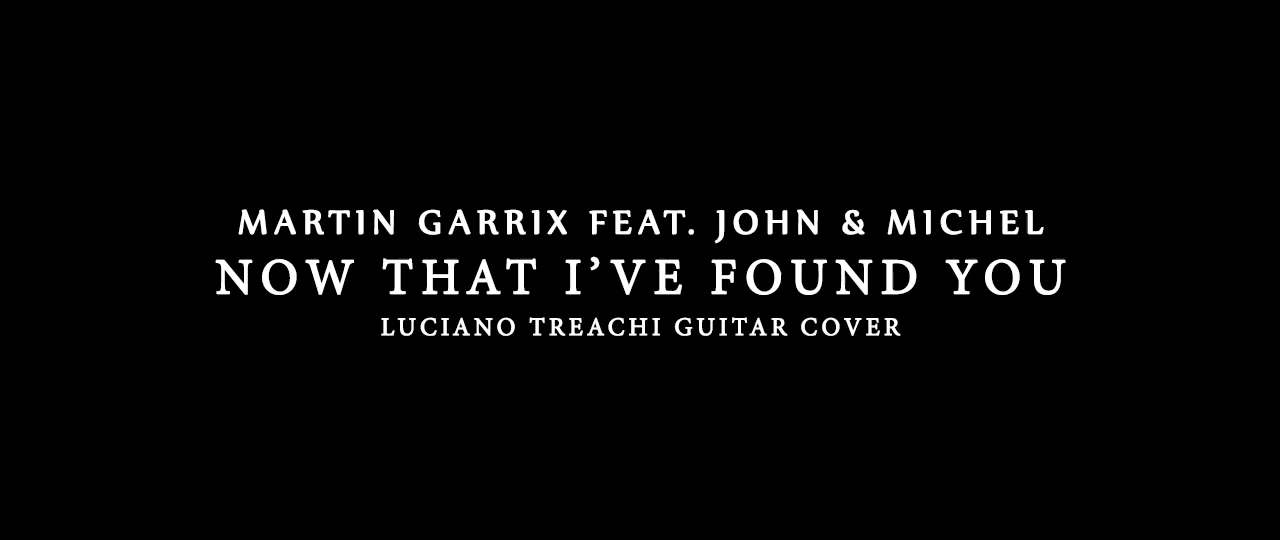 MARTIN GARRIX FEAT. JOHN & MICHEL
NOW THAT I’VE FOUND YOU
LUCIANO TREACHI GUITAR COVER